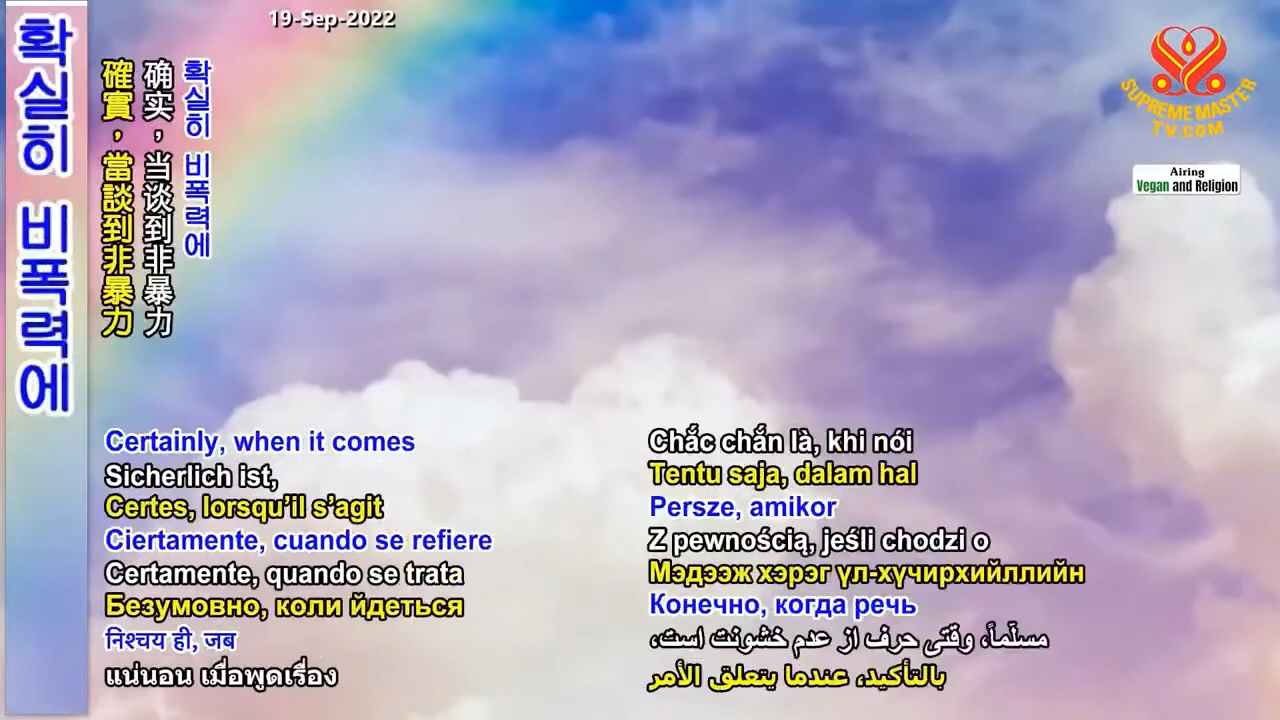 확실히 비폭력에
19-Sep-2022
確實，當談到非暴力
确实，当谈到非暴力
확실히 비폭력에
SUPREME MASTER
TV.COM
Airing
Vegan and Religion
Certainly, when it comes
Sicherlich ist,
Certes, lorsqu’il s’agit
Ciertamente, cuando se refiere
Certamente, quando se trata
Безумовно, коли йдеться
निश्चय ही, जब
แน่นอน เมื่อพูดเรื่อง
Chắc chắn là, khi nói
Tentu saja, dalam hal
Persze, amikor
Z pewnością, jeśli chodzi o
Мэдээж хэрэг үл-хүчирхийллийн
Конечно, когда речь
مسلّماً، وقتی حرف از عدم خشونت است،
بالتأكيد، عندما يتعلق الأمر